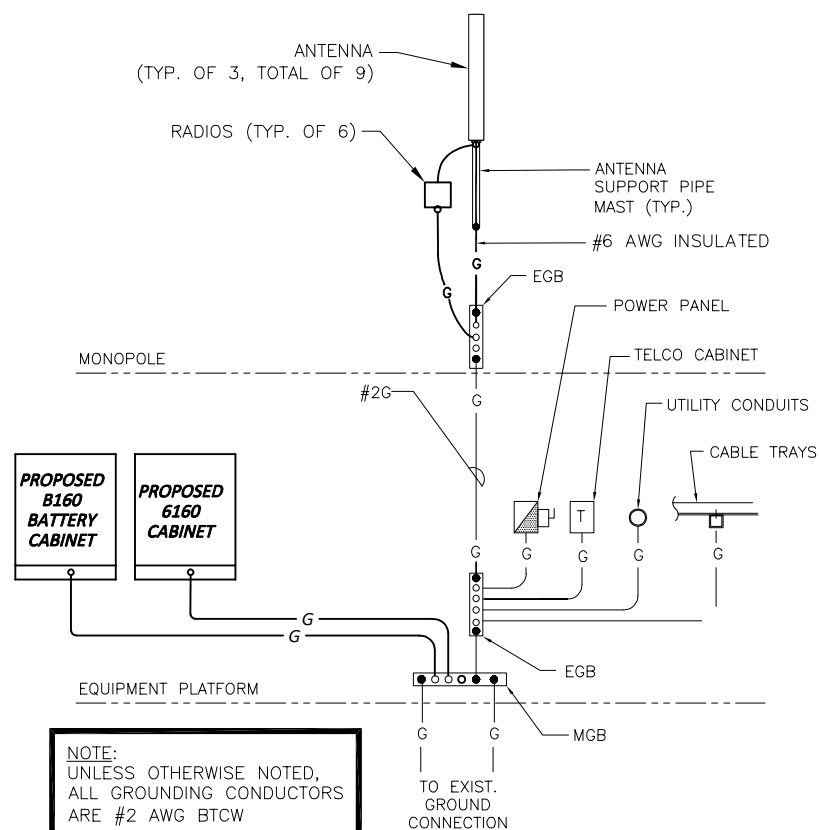 ANTENNA
(TYP. OF 3, TOTAL OF 9)
RADIOS (TYP. OF 6)
ANTENNA
SUPPORT PIPE
MAST (TYP.)
#6 AWG INSULATED
G
EGB
G
POWER PANEL
MONOPOLE
TELCO CABINET
#2G
G
UTILITY CONDUITS
CABLE TRAYS
PROPOSED
B160
BATTERY
CABINET
PROPOSED
6160
CABINET
T
G
G
G
G
G
G
G
EGB
EQUIPMENT PLATFORM
G
G
MGB
NOTE:
UNLESS OTHERWISE NOTED,
ALL GROUNDING CONDUCTORS
ARE #2 AWG BTCW
TO EXIST.
GROUND
CONNECTION